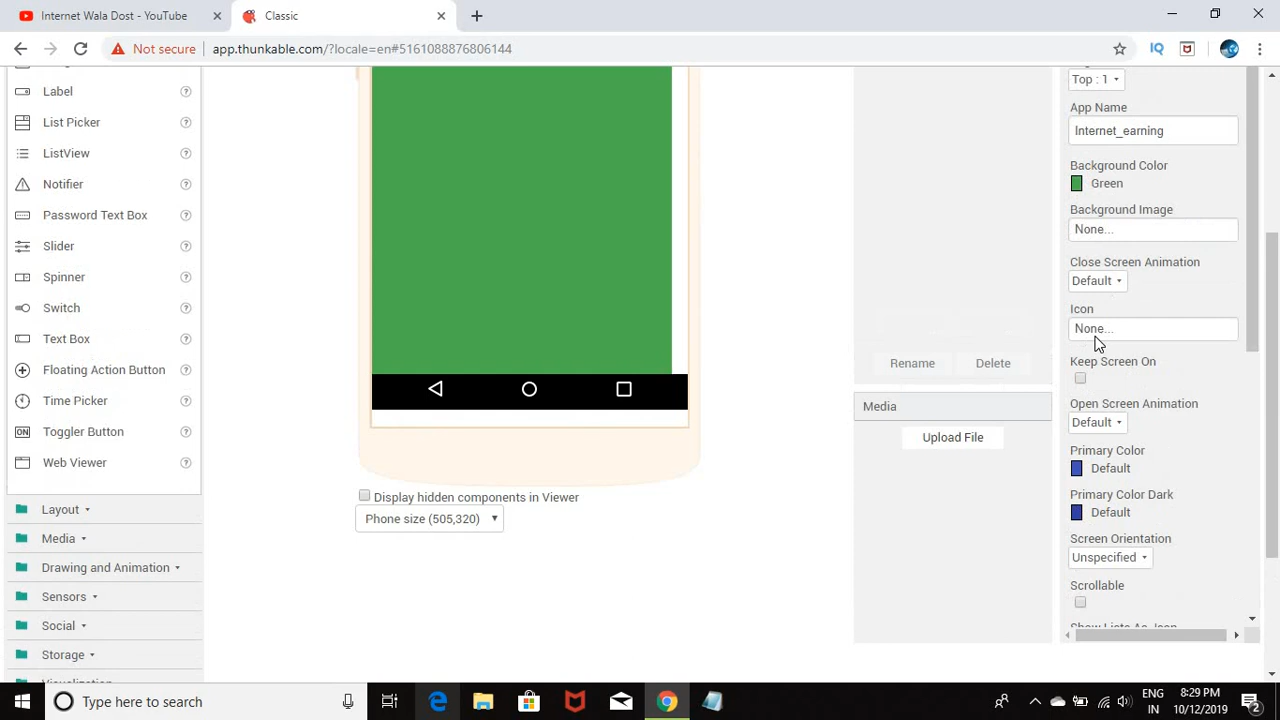 Internet Wala Dost - YouTube
Classic
Not secure
app.thunkable.com/?locale=en#5161088876806144
IQ
Label
List Picker
ListView
Notifier
Password Text Box
Slider
Spinner
Switch
Text Box
Floating Action Button
Time Picker
ON
Toggler Button
Web Viewer
Layout
Media
Drawing and Animation
Sensors
Social
Storage
Display hidden components in Viewer
Phone size (505,320)
Rename
Delete
Media
Upload File
Top : 1
App Name
Internet_earning
Background Color
Green
Background Image
None...
Close Screen Animation
Default
Icon
None...
Keep Screen On
Open Screen Animation
Default
Primary Color
Default
Primary Color Dark
Default
Screen Orientation
Unspecified
Scrollable
Type here to search
ENG
IN
8:29 PM
10/12/2019
2